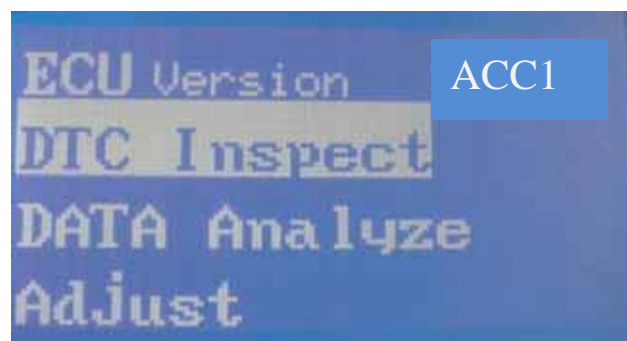 ECU Version
ACC1
DTC Inspect
DATA Analyze
Adjust